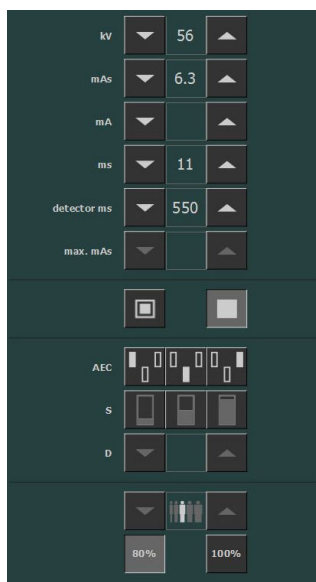 kV 56
mAs 6.3
mA
ms 11
detector ms 550
max. mAs
AEC
S
D
80% 100%